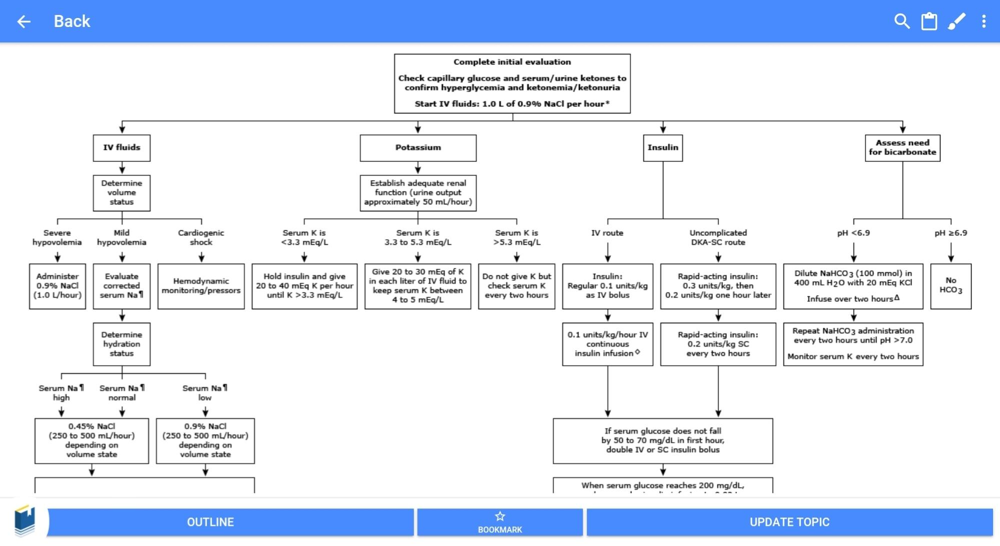 Back
Complete initial evaluation
Check capillary glucose and serum/urine ketones to
confirm hyperglycemia and ketonemia/ketonuria
Start IV fluids: 1.0 L of 0.9% NaCl per hour*
IV fluids
Potassium
Insulin
Assess need
for bicarbonate
Determine
volume
status
Establish adequate renal
function (urine output
approximately 50 mL/hour)
Severe
hypovolemia
Mild
hypovolemia
Cardiogenic
shock
Serum K is
<3.3 mEq/L
Serum K is
3.3 to 5.3 mEq/L
Serum K is
>5.3 mEq/L
IV route
Uncomplicated
DKA-SC route
pH <6.9
pH ≥6.9
Administer
0.9% NaCl
(1.0 L/hour)
Evaluate
corrected
serum Na¶
Hemodynamic
monitoring/pressors
Hold insulin and give
20 to 40 mEq K per hour
until K >3.3 mEq/L
Give 20 to 30 mEq of K
in each liter of IV fluid to
keep serum K between
4 to 5 mEq/L
Do not give K but
check serum K
every two hours
Insulin:
Regular 0.1 units/kg
as IV bolus
Rapid-acting insulin:
0.3 units/kg, then
0.2 units/kg one hour later
Dilute NaHCO3 (100 mmol) in
400 mL H2O with 20 mEq KCl
Infuse over two hoursΔ
No
HCO3
Determine
hydration
status
0.1 units/kg/hour IV
continuous
insulin infusion◇
Rapid-acting insulin:
0.2 units/kg SC
every two hours
Repeat NaHCO3 administration
every two hours until pH >7.0
Monitor serum K every two hours
Serum Na¶
high
Serum Na¶
normal
Serum Na¶
low
0.45% NaCl
(250 to 500 mL/hour)
depending on
volume state
0.9% NaCl
(250 to 500 mL/hour)
depending on
volume state
If serum glucose does not fall
by 50 to 70 mg/dL in first hour,
double IV or SC insulin bolus
When serum glucose reaches 200 mg/dL,
OUTLINE
BOOKMARK
UPDATE TOPIC